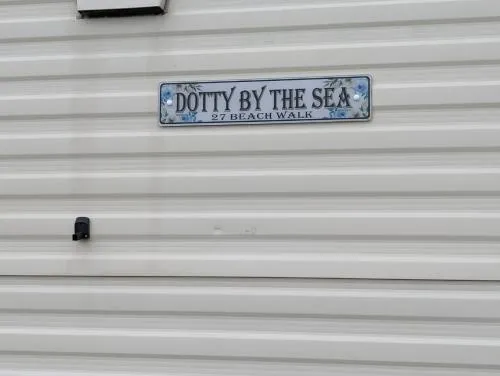 DOTTY BY THE SEA
27 BEACH WALK